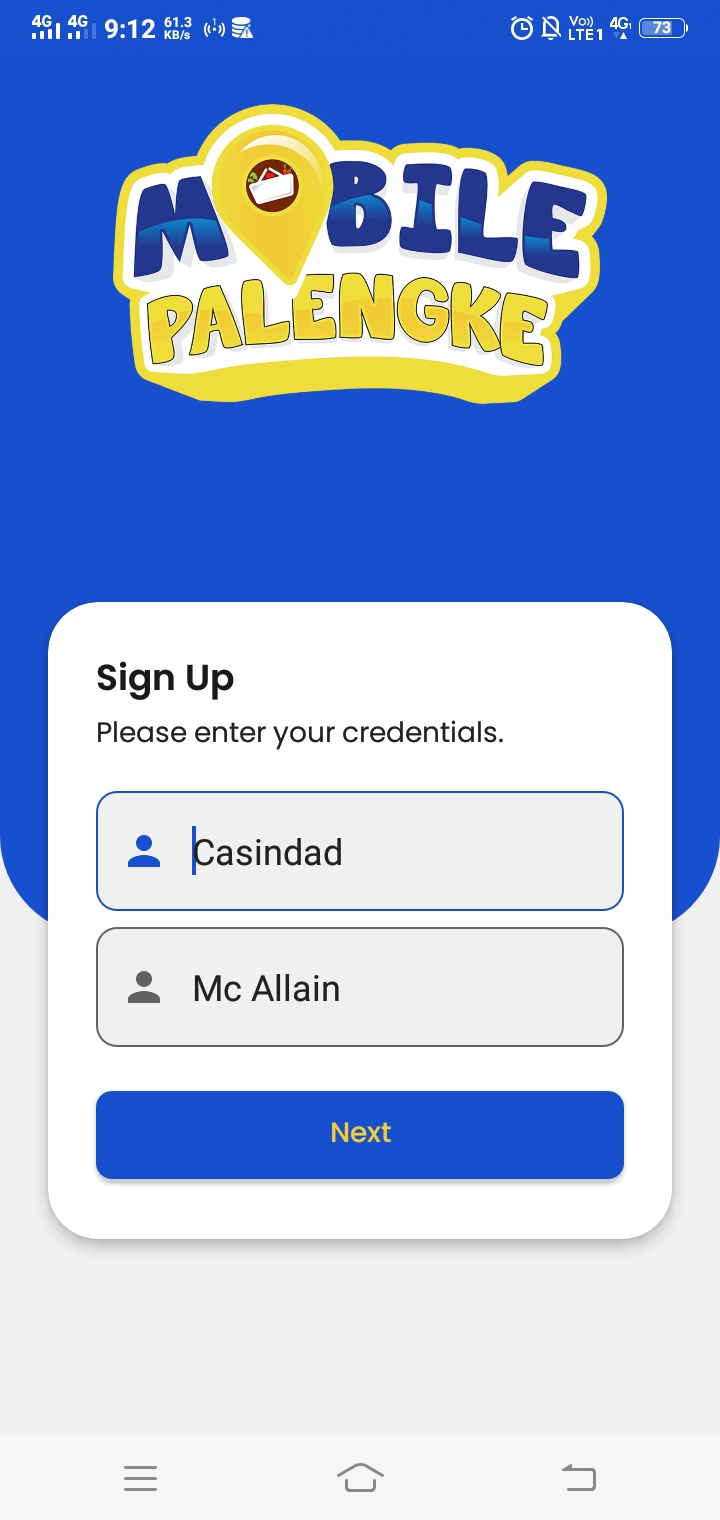 4G 4G 9:12 61.3 KB/s Vo)) LTE1 4G 73
MOBILE
PALENGKE
Sign Up
Please enter your credentials.
Casindad
Mc Allain
Next